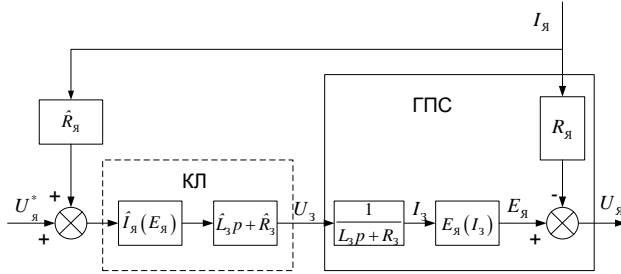 I_Я
ГПС
R̂_Я
R_Я
КЛ
U*_Я
+
+
Î_Я(E_Я)
L̂_З p + R̂_З
U_З
1
L_З p + R_З
I_З
E_Я(I_З)
E_Я
-
+
U_Я